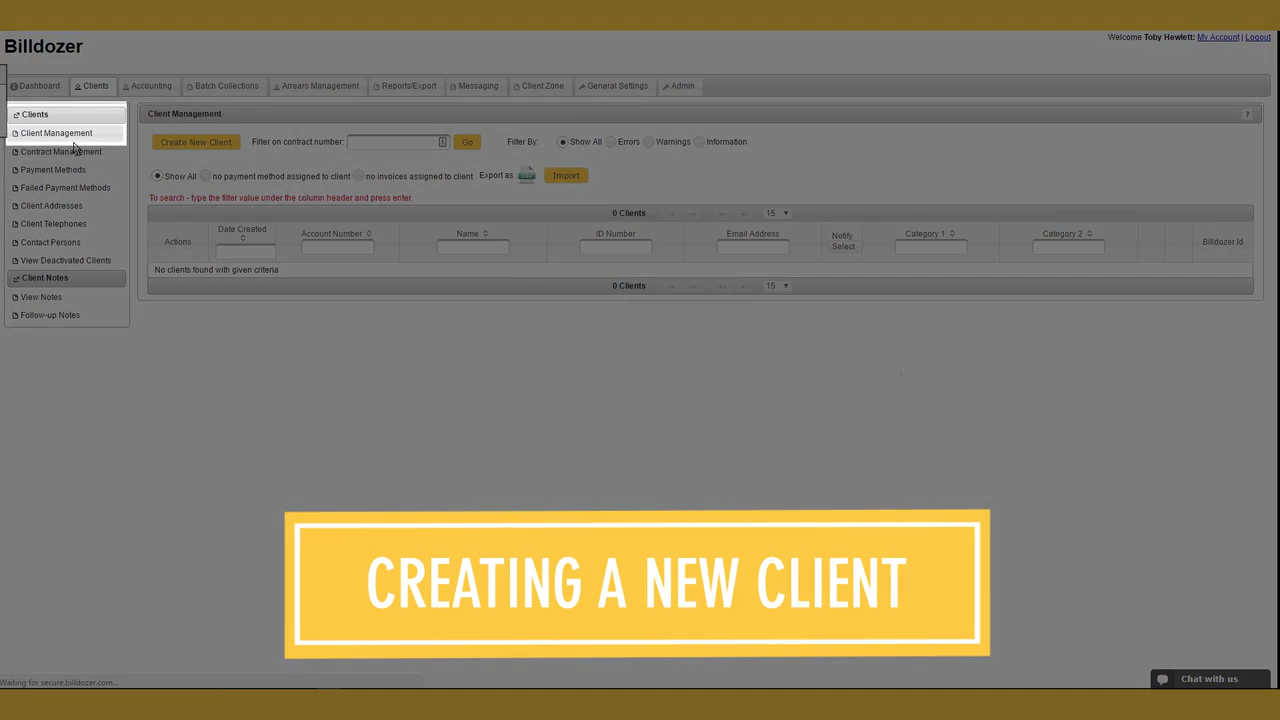 Billdozer
Welcome Toby Hewlett: My Account | Logout
Dashboard Clients Accounting Batch Collections Arrears Management Reports/Export Messaging Client Zone General Settings Admin
Clients
Client Management
Contract Management
Payment Methods
Failed Payment Methods
Client Addresses
Client Telephones
Contact Persons
View Deactivated Clients
Client Notes
View Notes
Follow-up Notes
Client Management ?
Create New Client Filter on contract number: Go Filter By: Show All Errors Warnings Information
Show All no payment method assigned to client no invoices assigned to client Export as Import
To search - type the filter value under the column header and press enter.
0 Clients 15
Actions Date Created Account Number Name ID Number Email Address Notify Select Category 1 Category 2 Billdozer Id
No clients found with given criteria
0 Clients 15
CREATING A NEW CLIENT
Waiting for secure.billdozer.com...
Chat with us